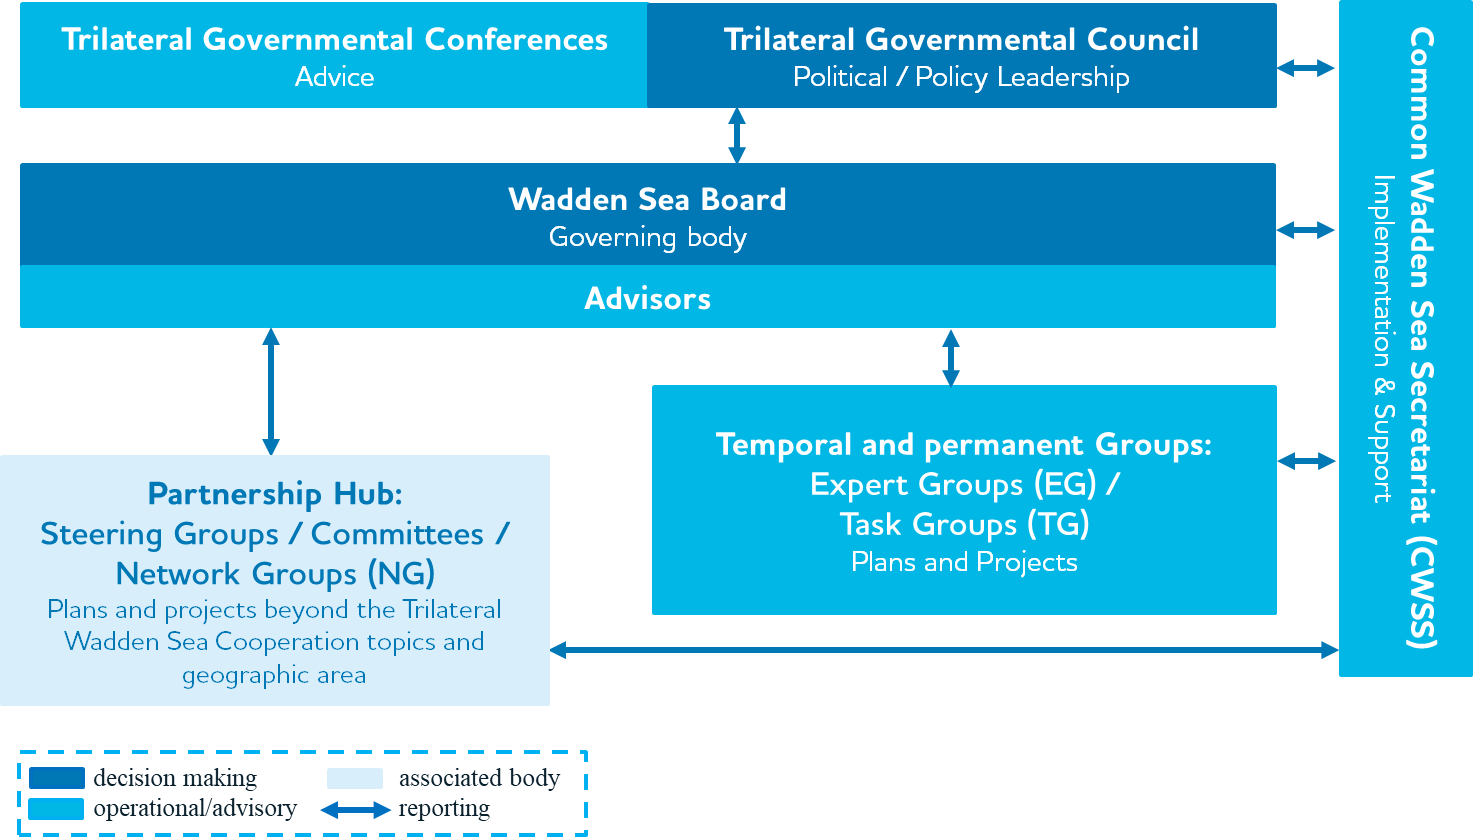 Trilateral Governmental Conferences
Advice
Trilateral Governmental Council
Political / Policy Leadership
Wadden Sea Board
Governing body
Advisors
Partnership Hub:
Steering Groups / Committees /
Network Groups (NG)
Plans and projects beyond the Trilateral
Wadden Sea Cooperation topics and
geographic area
Temporal and permanent Groups:
Expert Groups (EG) /
Task Groups (TG)
Plans and Projects
Common Wadden Sea Secretariat (CWSS)
Implementation & Support
decision making
associated body
operational/advisory
reporting